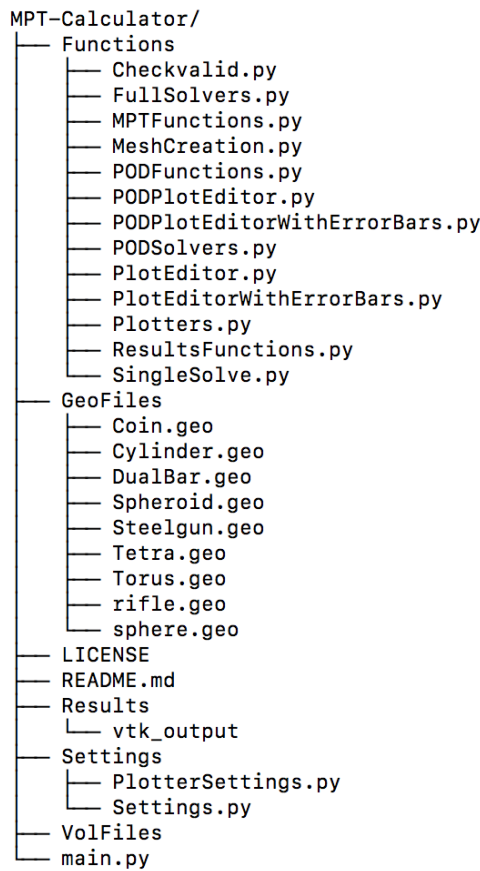 MPT-Calculator/
├── Functions
│   ├── Checkvalid.py
│   ├── FullSolvers.py
│   ├── MPTFunctions.py
│   ├── MeshCreation.py
│   ├── PODFunctions.py
│   ├── PODPlotEditor.py
│   ├── PODPlotEditorWithErrorBars.py
│   ├── PODSolvers.py
│   ├── PlotEditor.py
│   ├── PlotEditorWithErrorBars.py
│   ├── Plotters.py
│   ├── ResultsFunctions.py
│   └── SingleSolve.py
├── GeoFiles
│   ├── Coin.geo
│   ├── Cylinder.geo
│   ├── DualBar.geo
│   ├── Spheroid.geo
│   ├── Steelgun.geo
│   ├── Tetra.geo
│   ├── Torus.geo
│   ├── rifle.geo
│   └── sphere.geo
├── LICENSE
├── README.md
├── Results
│   └── vtk_output
├── Settings
│   ├── PlotterSettings.py
│   └── Settings.py
├── VolFiles
└── main.py